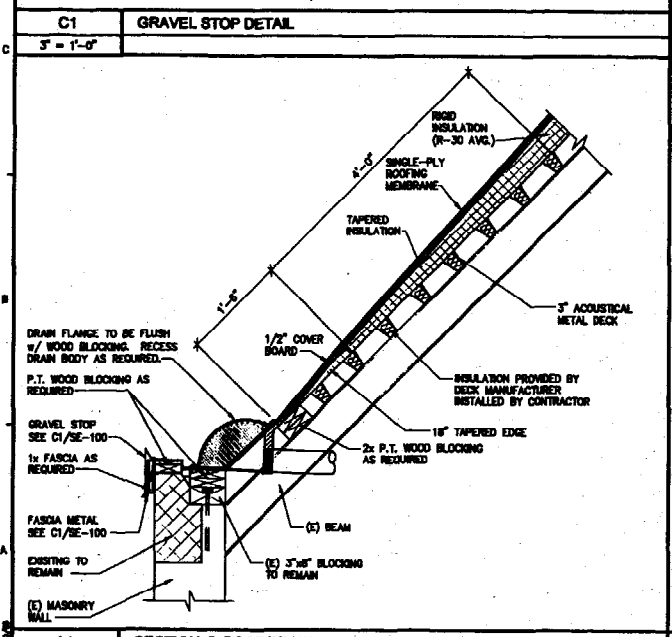 C1
GRAVEL STOP DETAIL
3" = 1'-0"
C
RIGID
INSULATION
(R-30 AVG.)
4'-0"
SINGLE-PLY
ROOFING
MEMBRANE
TAPERED
INSULATION
1'-6"
B
3" ACOUSTICAL
METAL DECK
DRAIN FLANGE TO BE FLUSH
w/ WOOD BLOCKING. RECESS
DRAIN BODY AS REQUIRED.
1/2" COVER
BOARD
P.T. WOOD BLOCKING AS
REQUIRED
INSULATION PROVIDED BY
DECK MANUFACTURER
INSTALLED BY CONTRACTOR
GRAVEL STOP
SEE C1/SE-100
18" TAPERED EDGE
2x P.T. WOOD BLOCKING
AS REQUIRED
1x FASCIA AS
REQUIRED
FASCIA METAL
SEE C1/SE-100
(E) BEAM
A
EXISITNG TO
REMAIN
(E) 3"x8" BLOCKING
TO REMAIN
(E) MASONRY
WALL